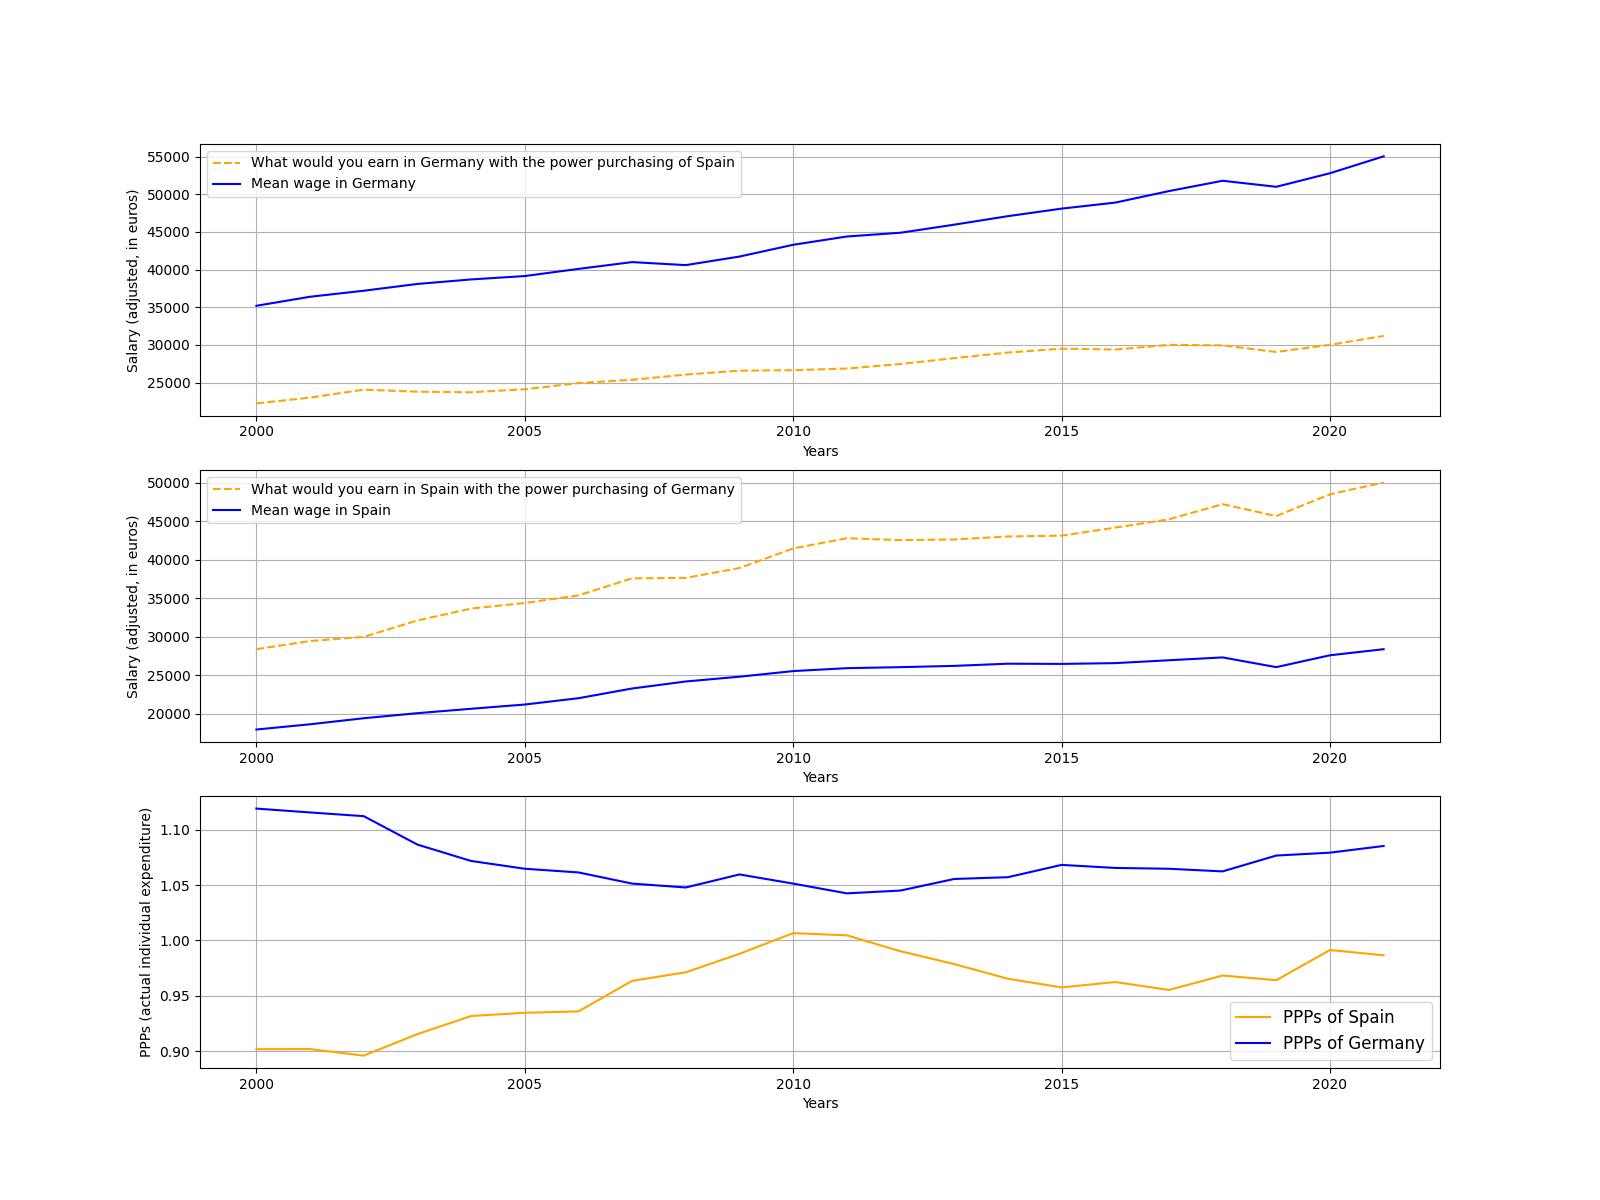 What would you earn in Germany with the power purchasing of Spain
Mean wage in Germany
Salary (adjusted, in euros)
55000
50000
45000
40000
35000
30000
25000
2000 2005 2010 2015 2020
Years
What would you earn in Spain with the power purchasing of Germany
Mean wage in Spain
Salary (adjusted, in euros)
50000
45000
40000
35000
30000
25000
20000
2000 2005 2010 2015 2020
Years
PPPs (actual individual expenditure)
1.10
1.05
1.00
0.95
0.90
PPPs of Spain
PPPs of Germany
2000 2005 2010 2015 2020
Years